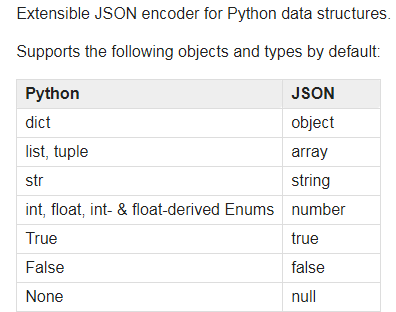 Extensible JSON encoder for Python data structures.
Supports the following objects and types by default:
Python JSON
dict object
list, tuple array
str string
int, float, int- & float-derived Enums number
True true
False false
None null